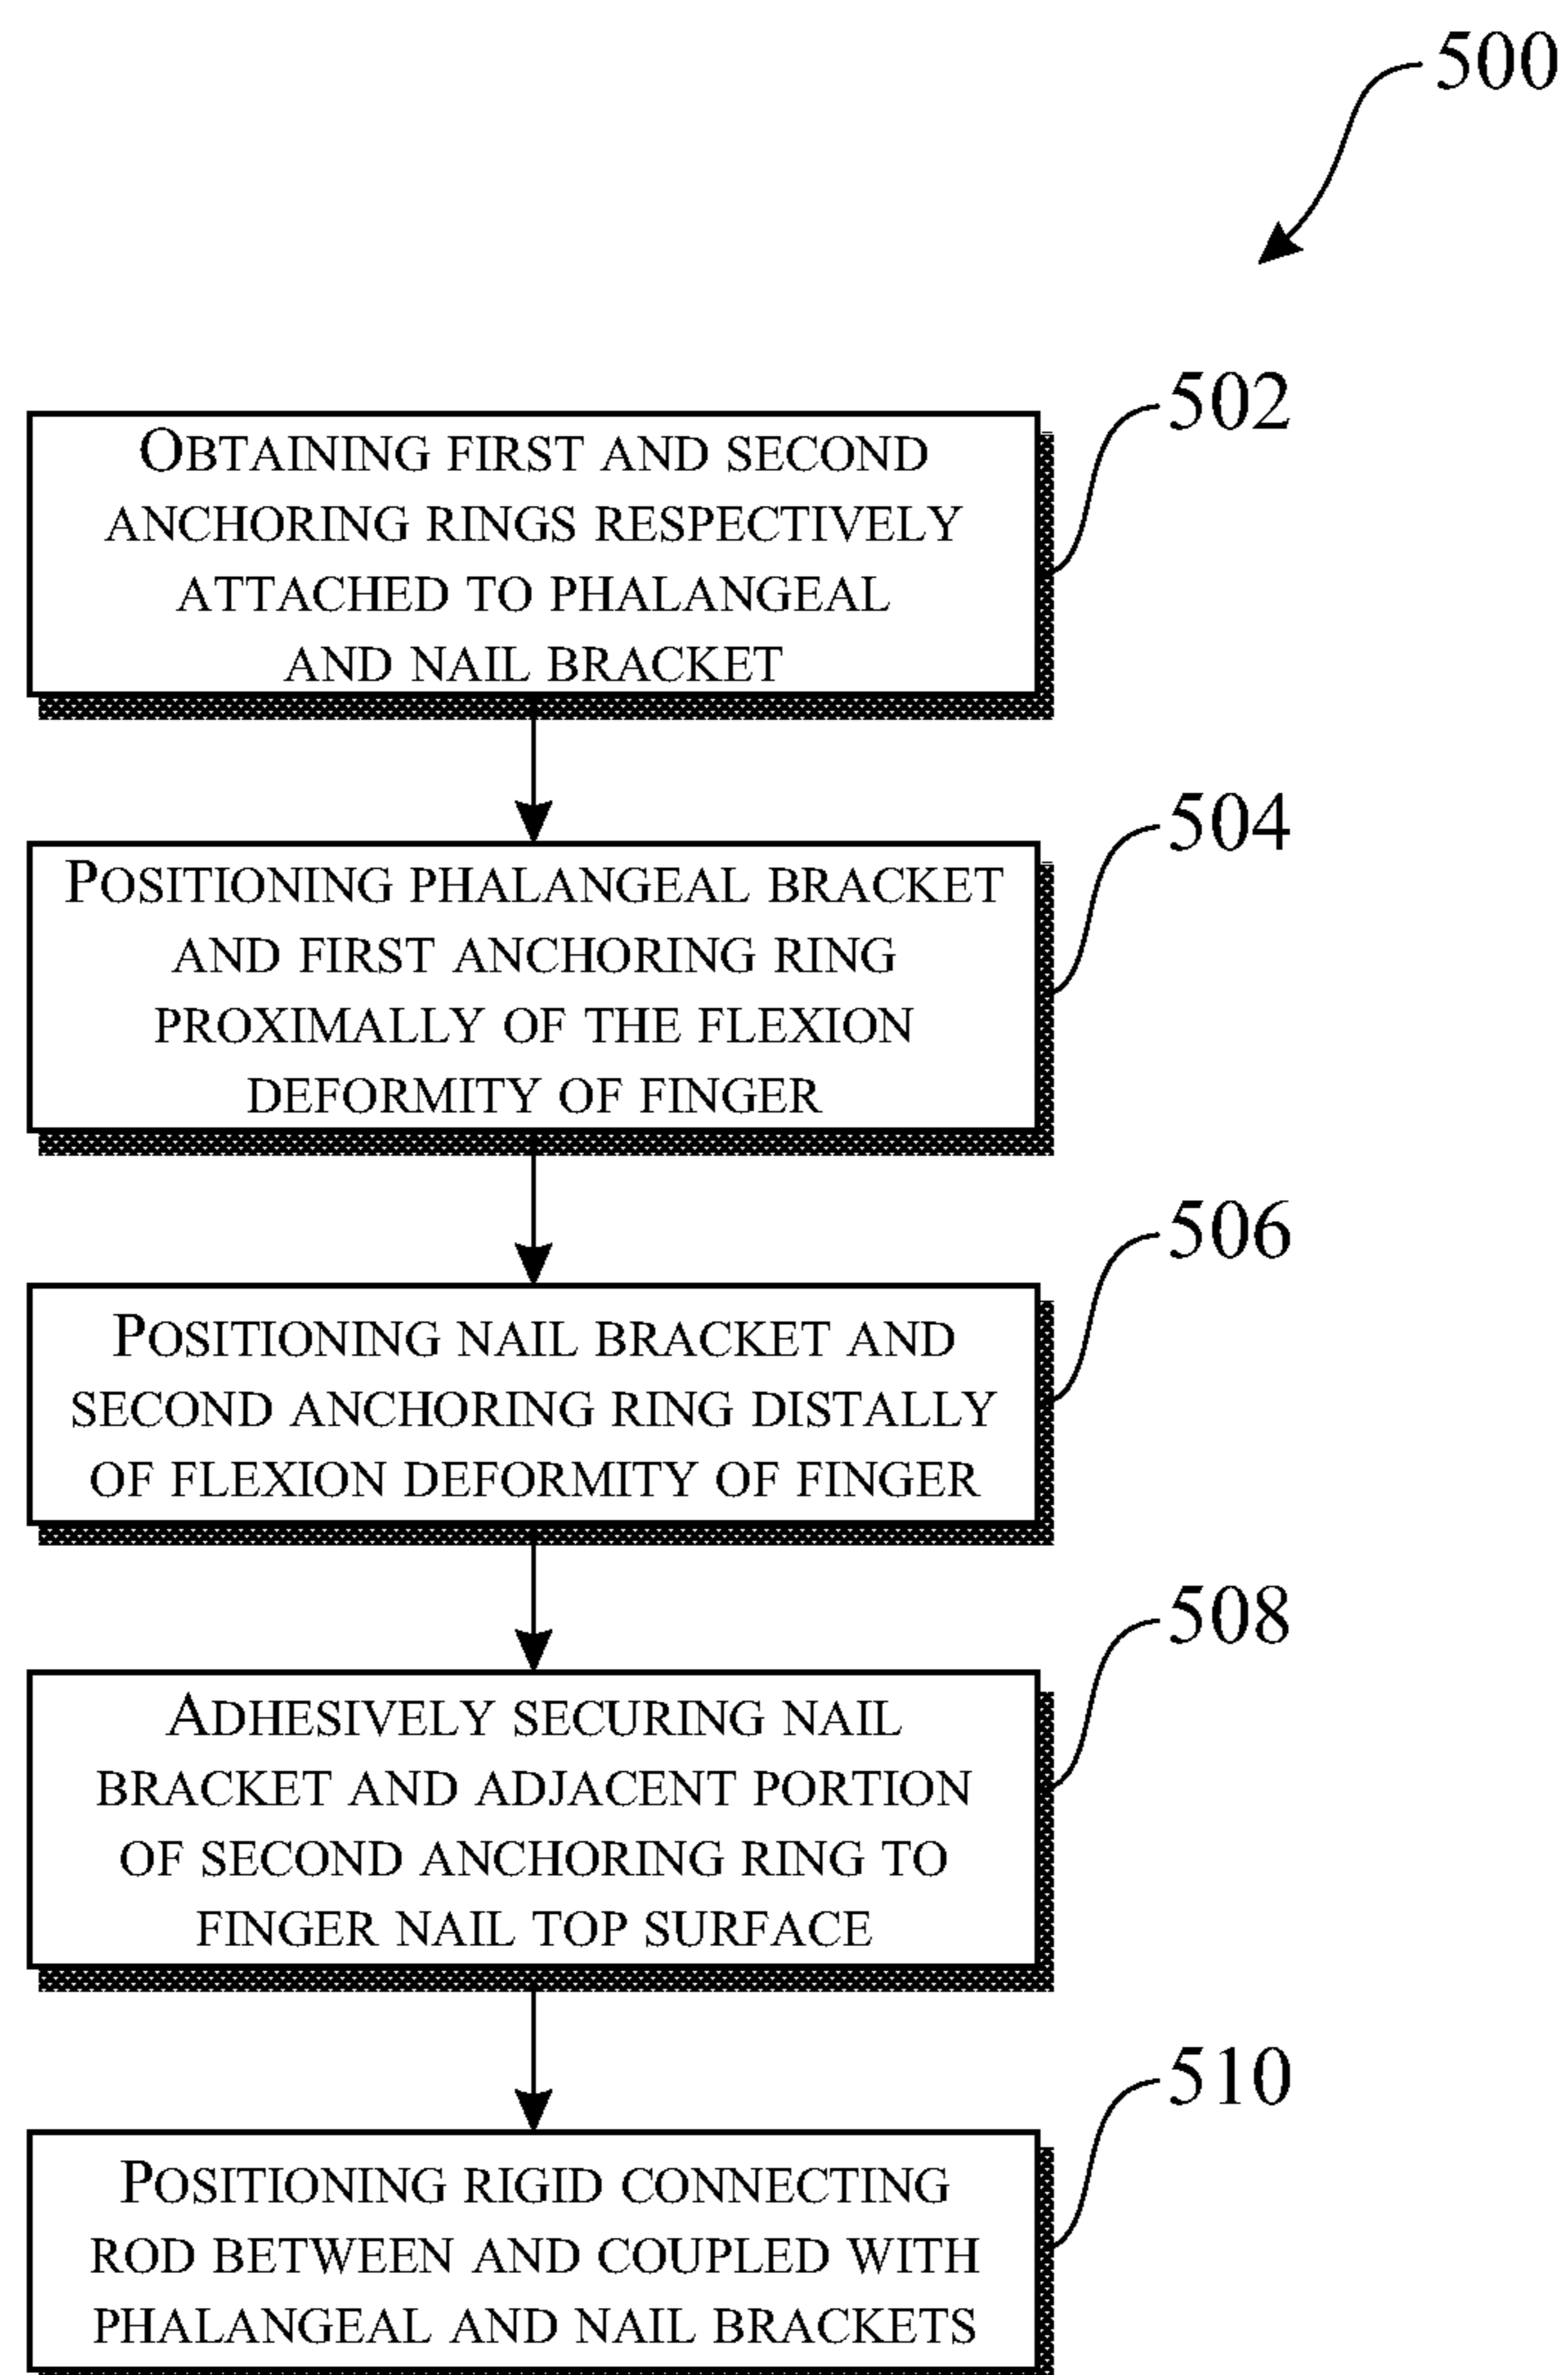 500
502
OBTAINING FIRST AND SECOND
ANCHORING RINGS RESPECTIVELY
ATTACHED TO PHALANGEAL
AND NAIL BRACKET
504
POSITIONING PHALANGEAL BRACKET
AND FIRST ANCHORING RING
PROXIMALLY OF THE FLEXION
DEFORMITY OF FINGER
506
POSITIONING NAIL BRACKET AND
SECOND ANCHORING RING DISTALLY
OF FLEXION DEFORMITY OF FINGER
508
ADHESIVELY SECURING NAIL
BRACKET AND ADJACENT PORTION
OF SECOND ANCHORING RING TO
FINGER NAIL TOP SURFACE
510
POSITIONING RIGID CONNECTING
ROD BETWEEN AND COUPLED WITH
PHALANGEAL AND NAIL BRACKETS